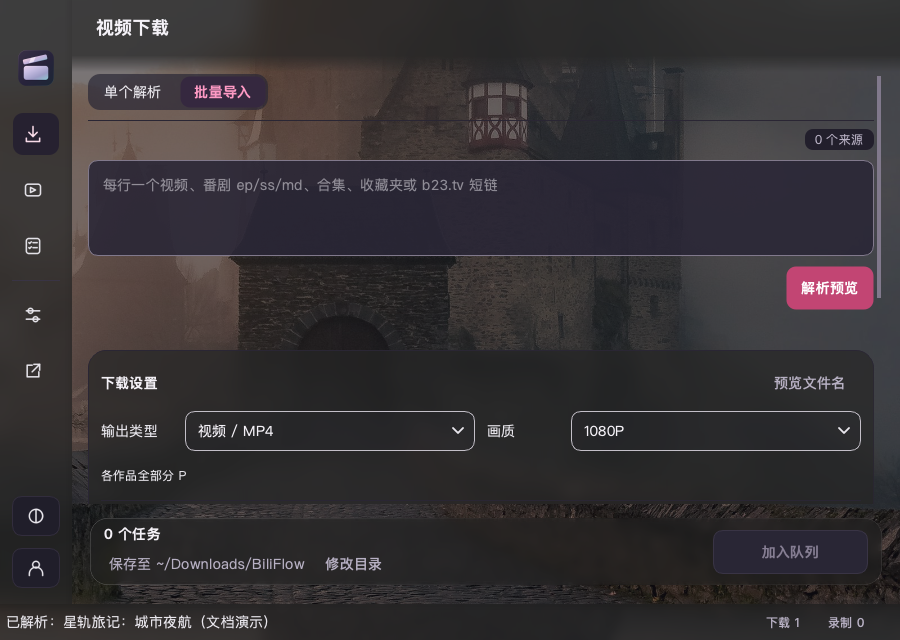 视频下载
单个解析 批量导入
0 个来源
每行一个视频、番剧 ep/ss/md、合集、收藏夹或 b23.tv 短链
解析预览
下载设置 预览文件名
输出类型 视频 / MP4 画质 1080P
各作品全部分 P
0 个任务
保存至 ~/Downloads/BiliFlow 修改目录
加入队列
已解析：星轨旅记：城市夜航（文档演示） 下载 1 录制 0